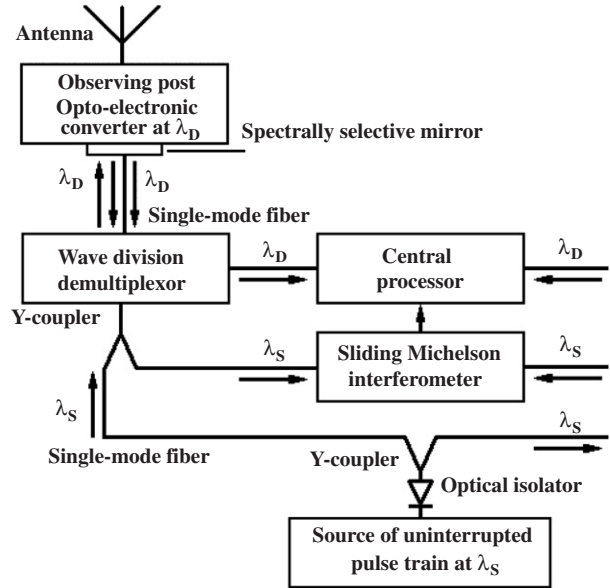 Antenna
Observing post
Opto-electronic
converter at λD
Spectrally selective mirror
λD
λD
Single-mode fiber
Wave division
demultiplexor
λD
Central
processor
λD
Y-coupler
λS
Sliding Michelson
interferometer
λS
λS
Single-mode fiber
Y-coupler
λS
Optical isolator
Source of uninterrupted
pulse train at λS